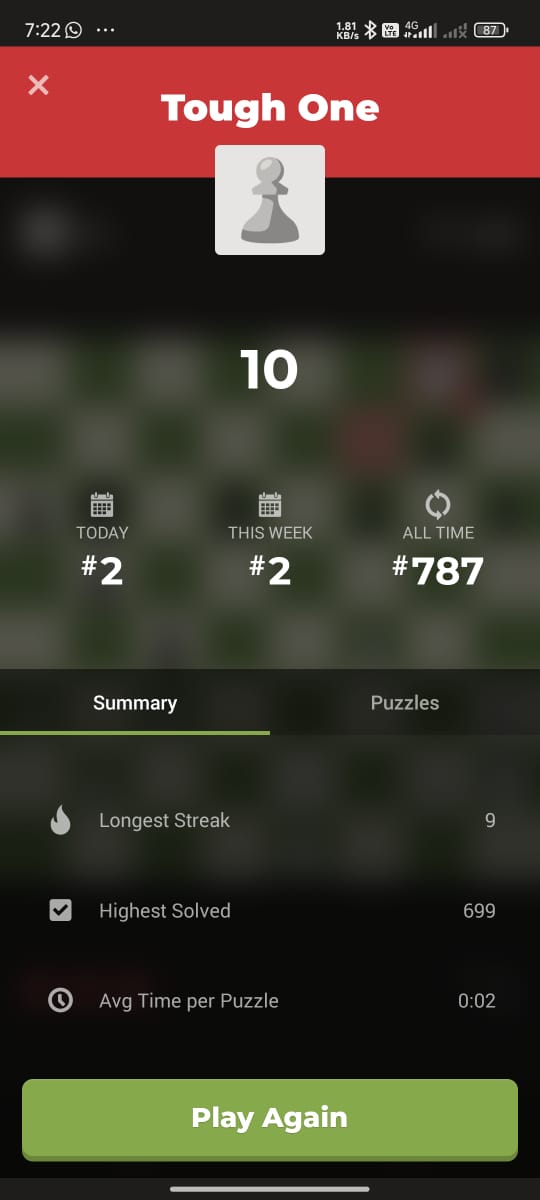 7:22 ...
1.81 KB/s Vo LTE 4G 87
Tough One
10
TODAY THIS WEEK ALL TIME
#2 #2 #787
Summary Puzzles
Longest Streak 9
Highest Solved 699
Avg Time per Puzzle 0:02
Play Again